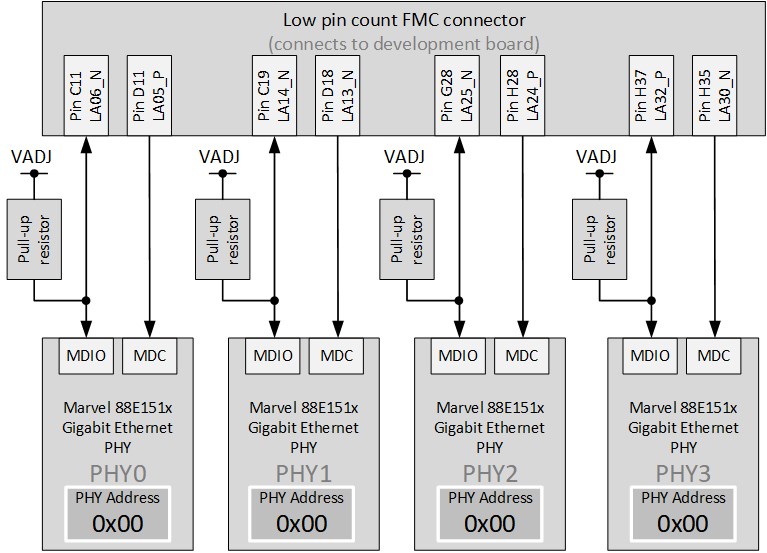 Low pin count FMC connector
(connects to development board)
Pin C11
LA06_N
Pin D11
LA05_P
Pin C19
LA14_N
Pin D18
LA13_N
Pin G28
LA25_N
Pin H28
LA24_P
Pin H37
LA32_P
Pin H35
LA30_N
VADJ
VADJ
VADJ
VADJ
Pull-up
resistor
Pull-up
resistor
Pull-up
resistor
Pull-up
resistor
MDIO
MDC
Marvel 88E151x
Gigabit Ethernet
PHY
PHY0
PHY Address
0x00
MDIO
MDC
Marvel 88E151x
Gigabit Ethernet
PHY
PHY1
PHY Address
0x00
MDIO
MDC
Marvel 88E151x
Gigabit Ethernet
PHY
PHY2
PHY Address
0x00
MDIO
MDC
Marvel 88E151x
Gigabit Ethernet
PHY
PHY3
PHY Address
0x00